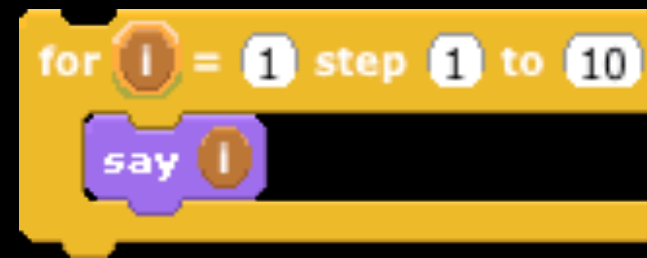 for i = 1 step 1 to 10
say i